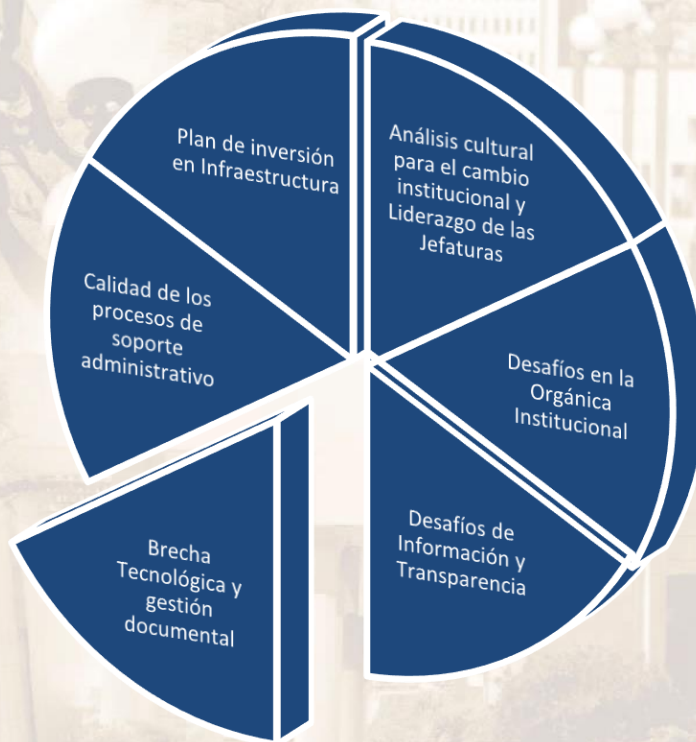 Análisis cultural
para el cambio
institucional y
Liderazgo de las
Jefaturas
Desafíos en la
Orgánica
Institucional
Desafíos de
Información y
Transparencia
Brecha
Tecnológica y
gestión
documental
Calidad de los
procesos de
soporte
administrativo
Plan de inversión
en Infraestructura